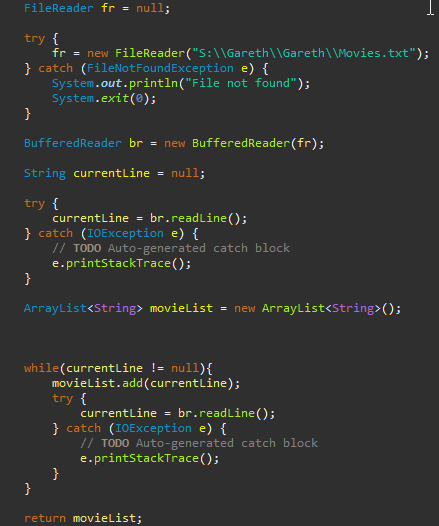 FileReader fr = null;
try {
fr = new FileReader("S:\\Gareth\\Gareth\\Movies.txt");
} catch (FileNotFoundException e) {
System.out.println("File not found");
System.exit(0);
}
BufferedReader br = new BufferedReader(fr);
String currentLine = null;
try {
currentLine = br.readLine();
} catch (IOException e) {
// TODO Auto-generated catch block
e.printStackTrace();
}
ArrayList<String> movieList = new ArrayList<String>();
while(currentLine != null){
movieList.add(currentLine);
try {
currentLine = br.readLine();
} catch (IOException e) {
// TODO Auto-generated catch block
e.printStackTrace();
}
}
return movieList;